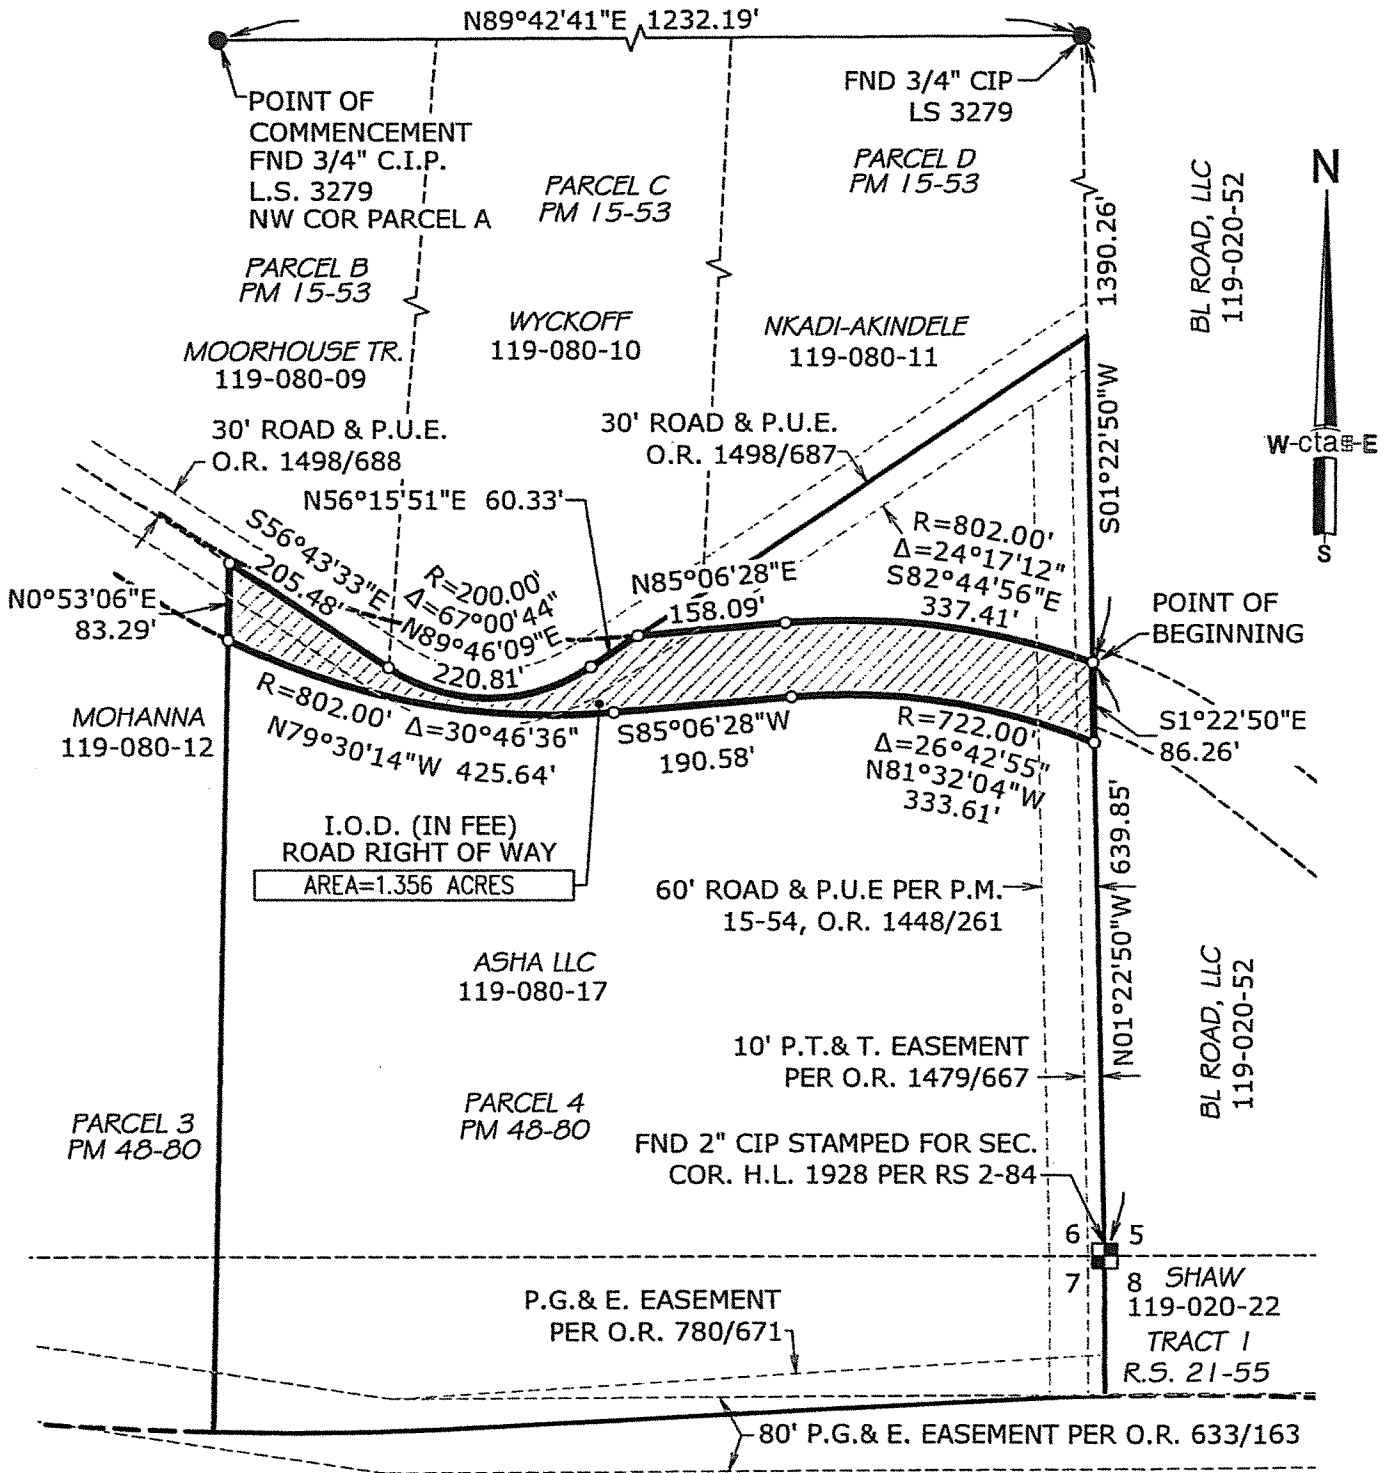 N89°42'41"E 1232.19'
POINT OF
COMMENCEMENT
FND 3/4" C.I.P.
L.S. 3279
NW COR PARCEL A
FND 3/4" CIP
LS 3279
PARCEL B
PM 15-53
PARCEL C
PM 15-53
PARCEL D
PM 15-53
BL ROAD, LLC
119-020-52
N
W-cta-E
S
1390.26'
S01°22'50"W
MOORHOUSE TR.
119-080-09
WYCKOFF
119-080-10
NKADI-AKINDELE
119-080-11
30' ROAD & P.U.E.
O.R. 1498/688
30' ROAD & P.U.E.
O.R. 1498/687
N56°15'51"E 60.33'
S56°43'33"E
205.48'
R=200.00'
Δ=67°00'44"
N89°46'09"E
220.81'
N85°06'28"E
158.09'
R=802.00'
Δ=24°17'12"
S82°44'56"E
337.41'
N0°53'06"E
83.29'
POINT OF
BEGINNING
MOHANNA
119-080-12
R=802.00' Δ=30°46'36"
N79°30'14"W 425.64'
S85°06'28"W
190.58'
R=722.00'
Δ=26°42'55"
N81°32'04"W
333.61'
S1°22'50"E
86.26'
I.O.D. (IN FEE)
ROAD RIGHT OF WAY
AREA=1.356 ACRES
60' ROAD & P.U.E PER P.M.
15-54, O.R. 1448/261
N01°22'50"W 639.85'
ASHA LLC
119-080-17
BL ROAD, LLC
119-020-52
10' P.T.& T. EASEMENT
PER O.R. 1479/667
PARCEL 3
PM 48-80
PARCEL 4
PM 48-80
FND 2" CIP STAMPED FOR SEC.
COR. H.L. 1928 PER RS 2-84
6 5
7 8
SHAW
119-020-22
TRACT 1
R.S. 21-55
P.G.& E. EASEMENT
PER O.R. 780/671
80' P.G.& E. EASEMENT PER O.R. 633/163